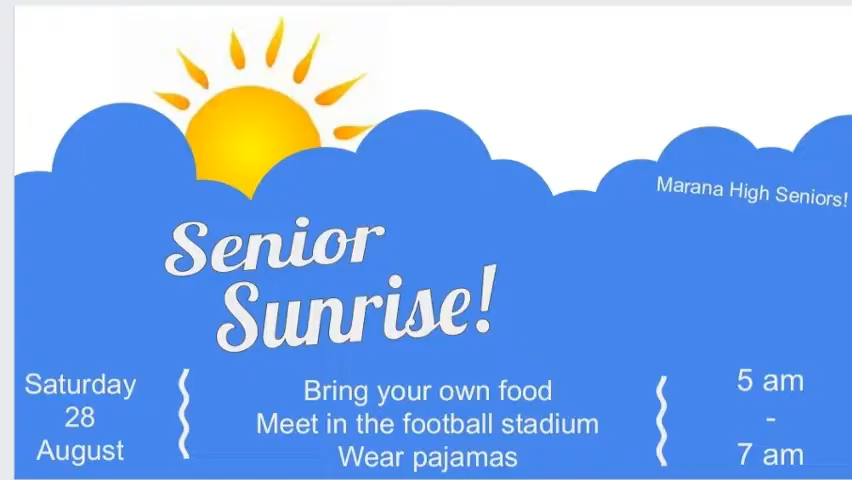 Marana High Seniors!
Senior
Sunrise!
Saturday
28
August
Bring your own food
Meet in the football stadium
Wear pajamas
5 am
-
7 am